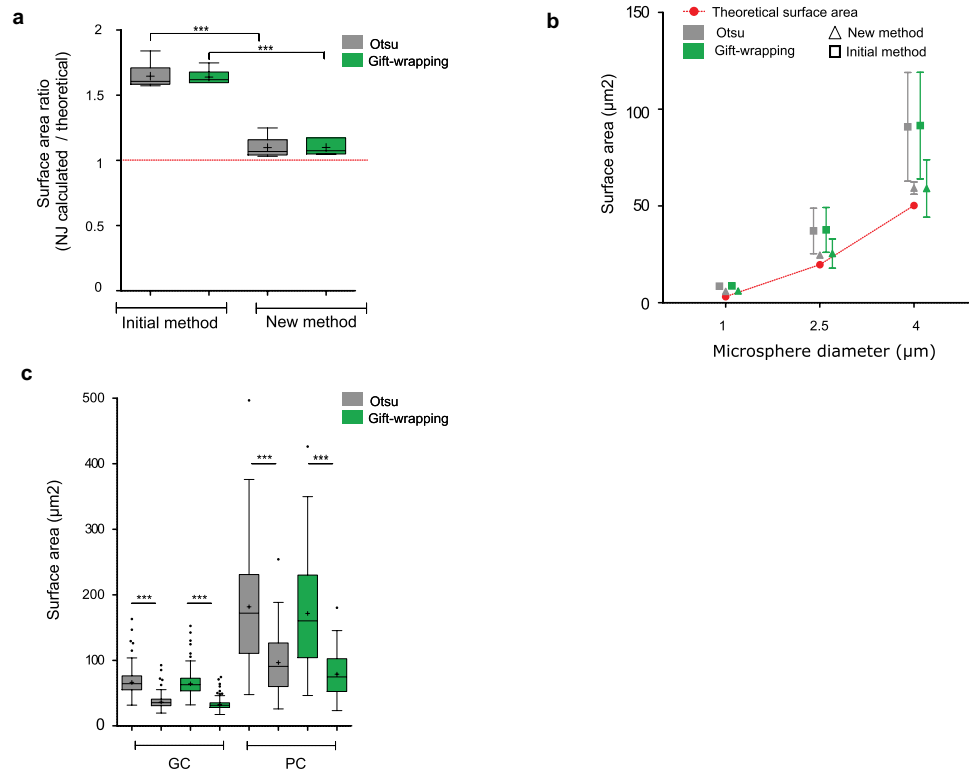 a
Surface area ratio
(NJ calculated / theoretical)
2
1.5
1
0.5
0
***
***
Otsu
Gift-wrapping
Initial method
New method
b
Surface area (µm2)
150
100
50
0
Theoretical surface area
Otsu
New method
Gift-wrapping
Initial method
1
2.5
4
Microsphere diameter (µm)
c
Surface area (µm2)
500
400
300
200
100
0
Otsu
Gift-wrapping
***
***
***
***
GC
PC